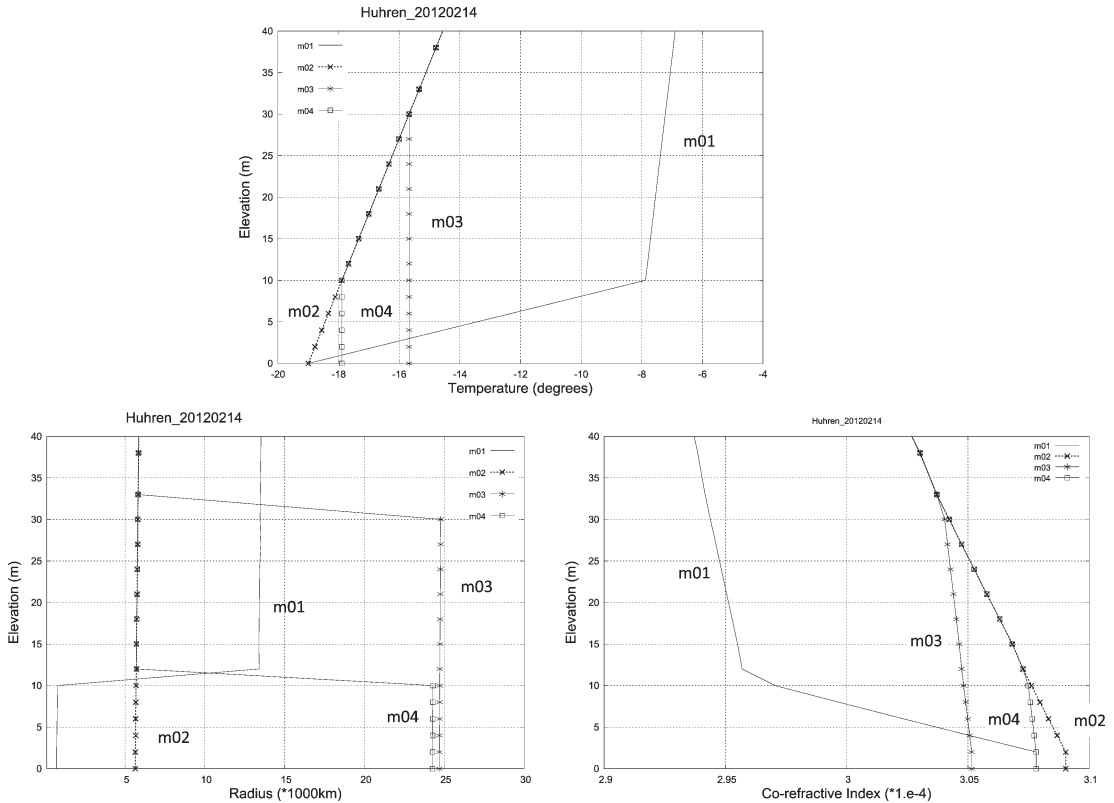 Huhren_20120214
40
35
30
25
20
15
10
5
0
Elevation (m)
m01
m02
m03
m04
m01
m03
m02
m04
-20 -18 -16 -14 -12 -10 -8 -6 -4
Temperature (degrees)
Huhren_20120214
40
35
30
25
20
15
10
5
0
Elevation (m)
m01
m02
m03
m04
m03
m01
m04
m02
5 10 15 20 25 30
Radius (*1000km)
Huhren_20120214
40
35
30
25
20
15
10
5
0
Elevation (m)
m01
m02
m03
m04
m01
m03
m04
m02
2.9 2.95 3 3.05 3.1
Co-refractive Index (*1.e-4)